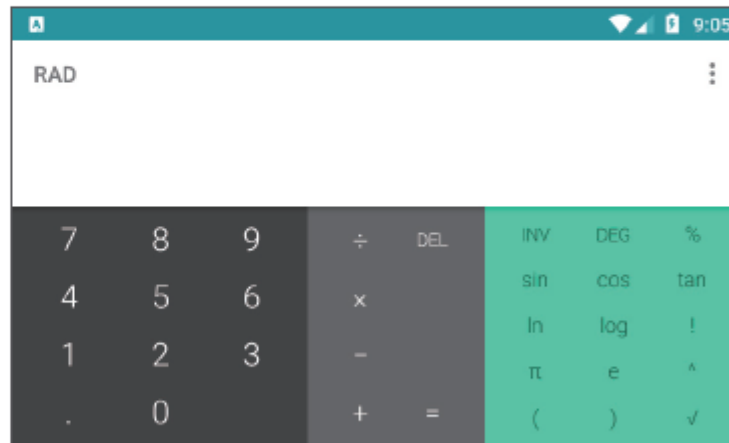 A 9:05
RAD
7 8 9 ÷ DEL INV DEG %
4 5 6 × sin cos tan
1 2 3 − ln log !
. 0 + = π e ^
( ) √